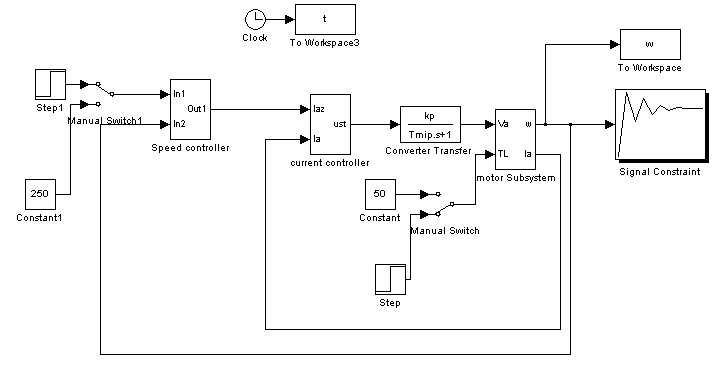 t
Clock
To Workspace3
w
To Workspace
Step1
Manual Switch1
In1
Out1
In2
Speed controller
Iaz
ust
Ia
current controller
kp
Tmip.s+1
Converter Transfer
Va
w
TL
Ia
motor Subsystem
Signal Constraint
250
Constant1
50
Constant
Manual Switch
Step